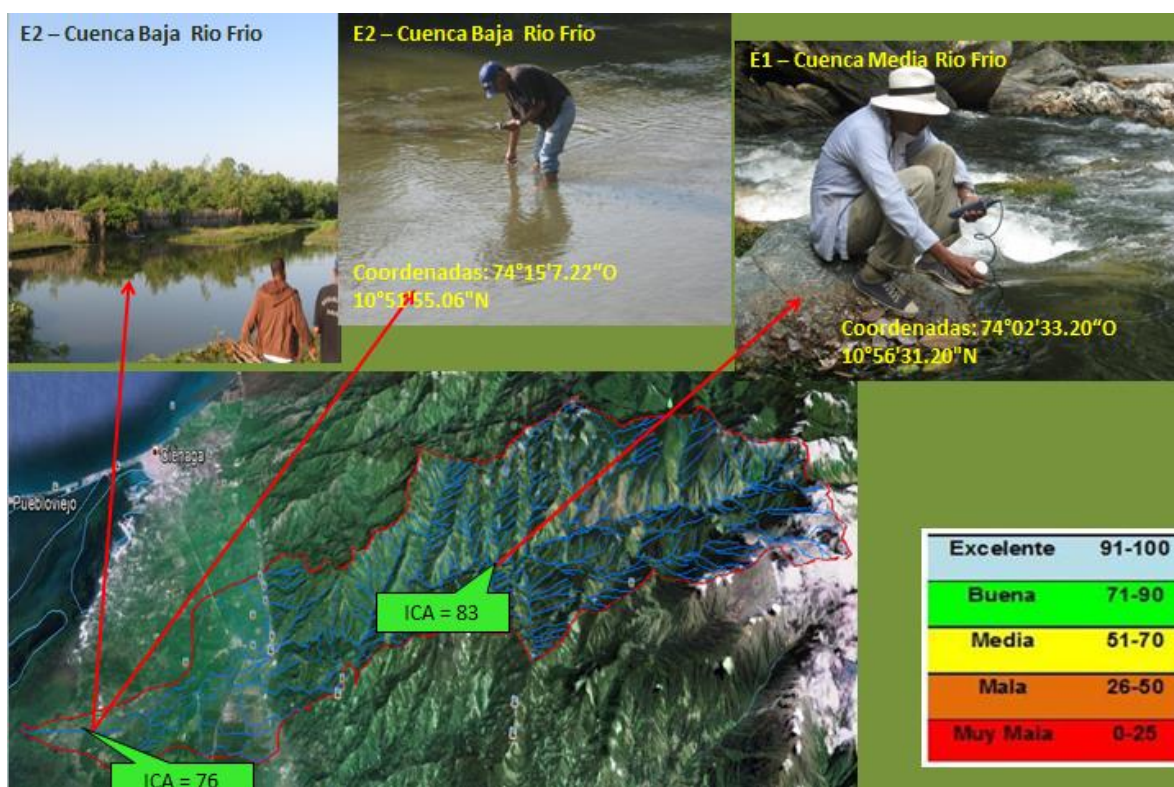 E2 – Cuenca Baja Rio Frio
E2 – Cuenca Baja Rio Frio
Coordenadas: 74°15'7.22“O
10°51'55.06"N
E1 – Cuenca Media Rio Frio
Coordenadas: 74°02'33.20“O
10°56'31.20"N
Ciénaga
Puebloviejo
ICA = 83
ICA = 76
Excelente 91-100
Buena 71-90
Media 51-70
Mala 26-50
Muy Mala 0-25